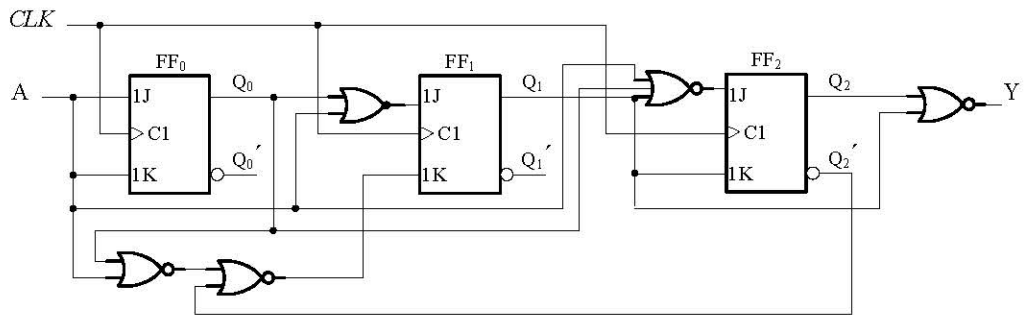 CLK
FF₀ FF₁ FF₂
A 1J Q₀ 1J Q₁ 1J Q₂ Y
C1 C1 C1
1K Q₀′ 1K Q₁′ 1K Q₂′